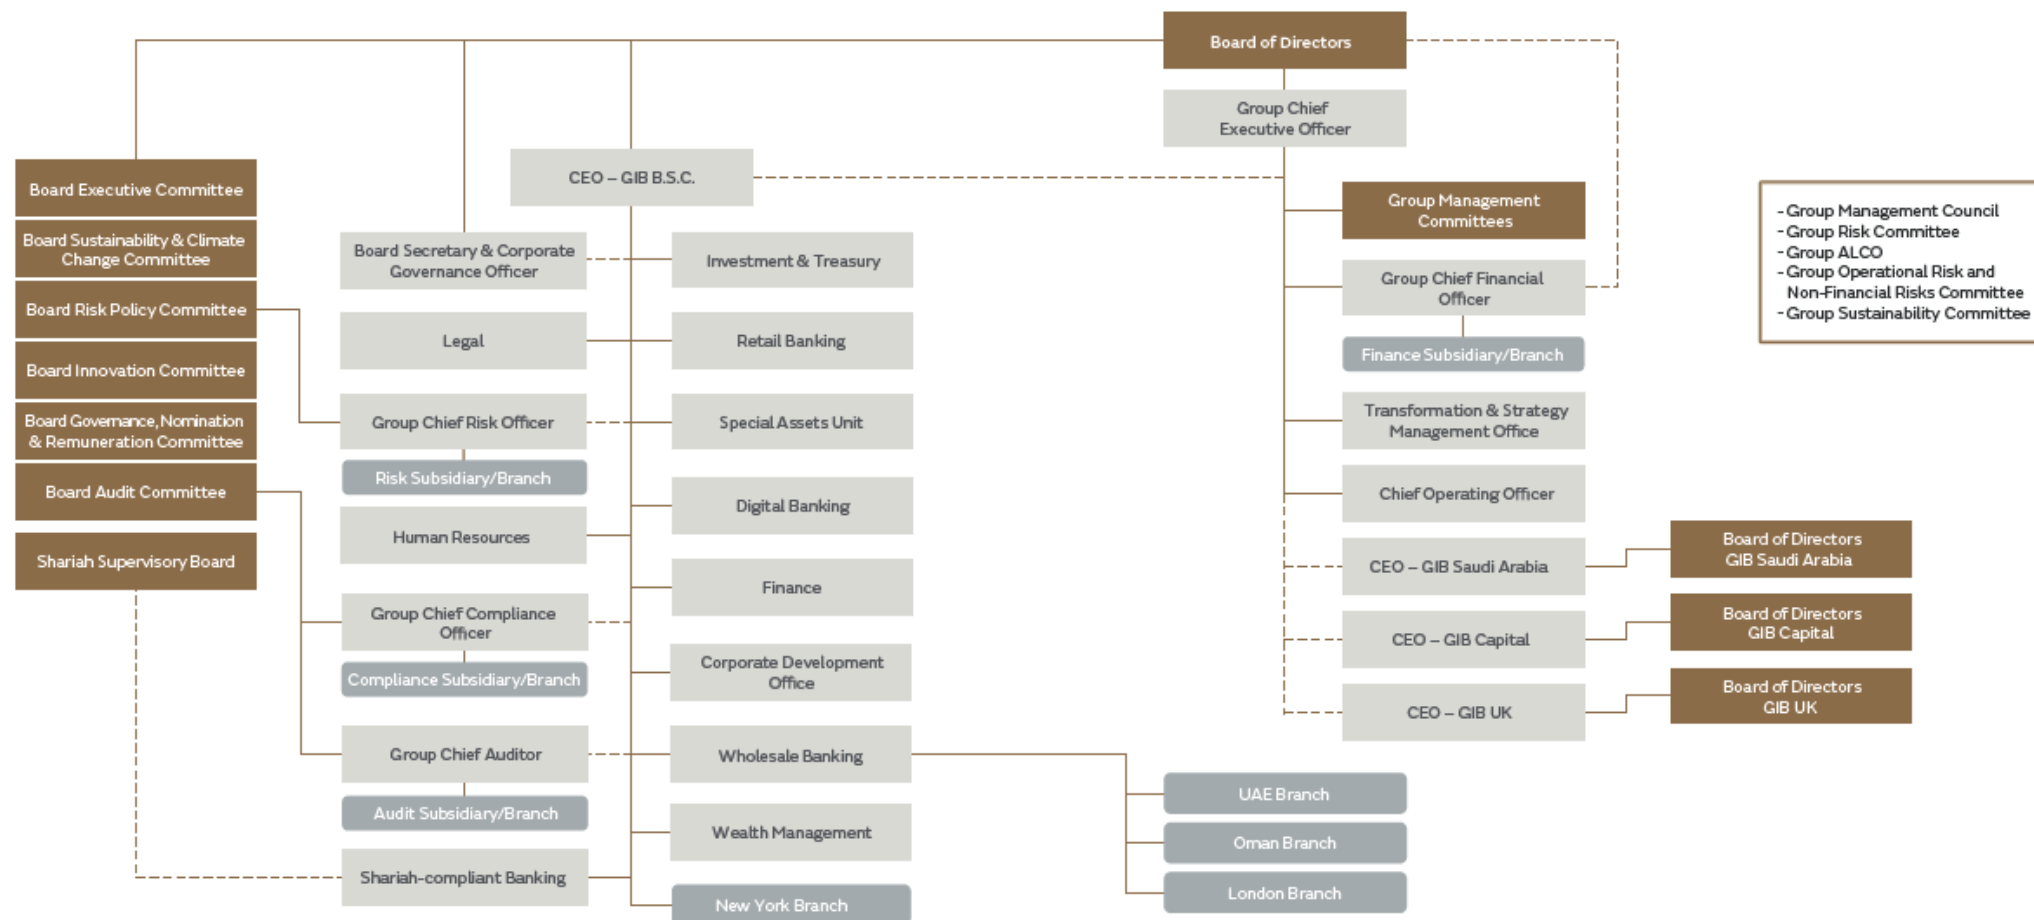 Board of Directors
Group Chief
Executive Officer
CEO – GIB B.S.C.
Board Executive Committee
Board Sustainability & Climate
Change Committee
Board Risk Policy Committee
Board Innovation Committee
Board Governance, Nomination
& Remuneration Committee
Board Audit Committee
Shariah Supervisory Board
Board Secretary & Corporate
Governance Officer
Legal
Group Chief Risk Officer
Risk Subsidiary/Branch
Human Resources
Group Chief Compliance
Officer
Compliance Subsidiary/Branch
Group Chief Auditor
Audit Subsidiary/Branch
Shariah-compliant Banking
Investment & Treasury
Retail Banking
Special Assets Unit
Digital Banking
Finance
Corporate Development
Office
Wholesale Banking
Wealth Management
New York Branch
UAE Branch
Oman Branch
London Branch
Group Management
Committees
Group Chief Financial
Officer
Finance Subsidiary/Branch
Transformation & Strategy
Management Office
Chief Operating Officer
CEO – GIB Saudi Arabia
CEO – GIB Capital
CEO – GIB UK
Board of Directors
GIB Saudi Arabia
Board of Directors
GIB Capital
Board of Directors
GIB UK
- Group Management Council
- Group Risk Committee
- Group ALCO
- Group Operational Risk and
Non-Financial Risks Committee
- Group Sustainability Committee